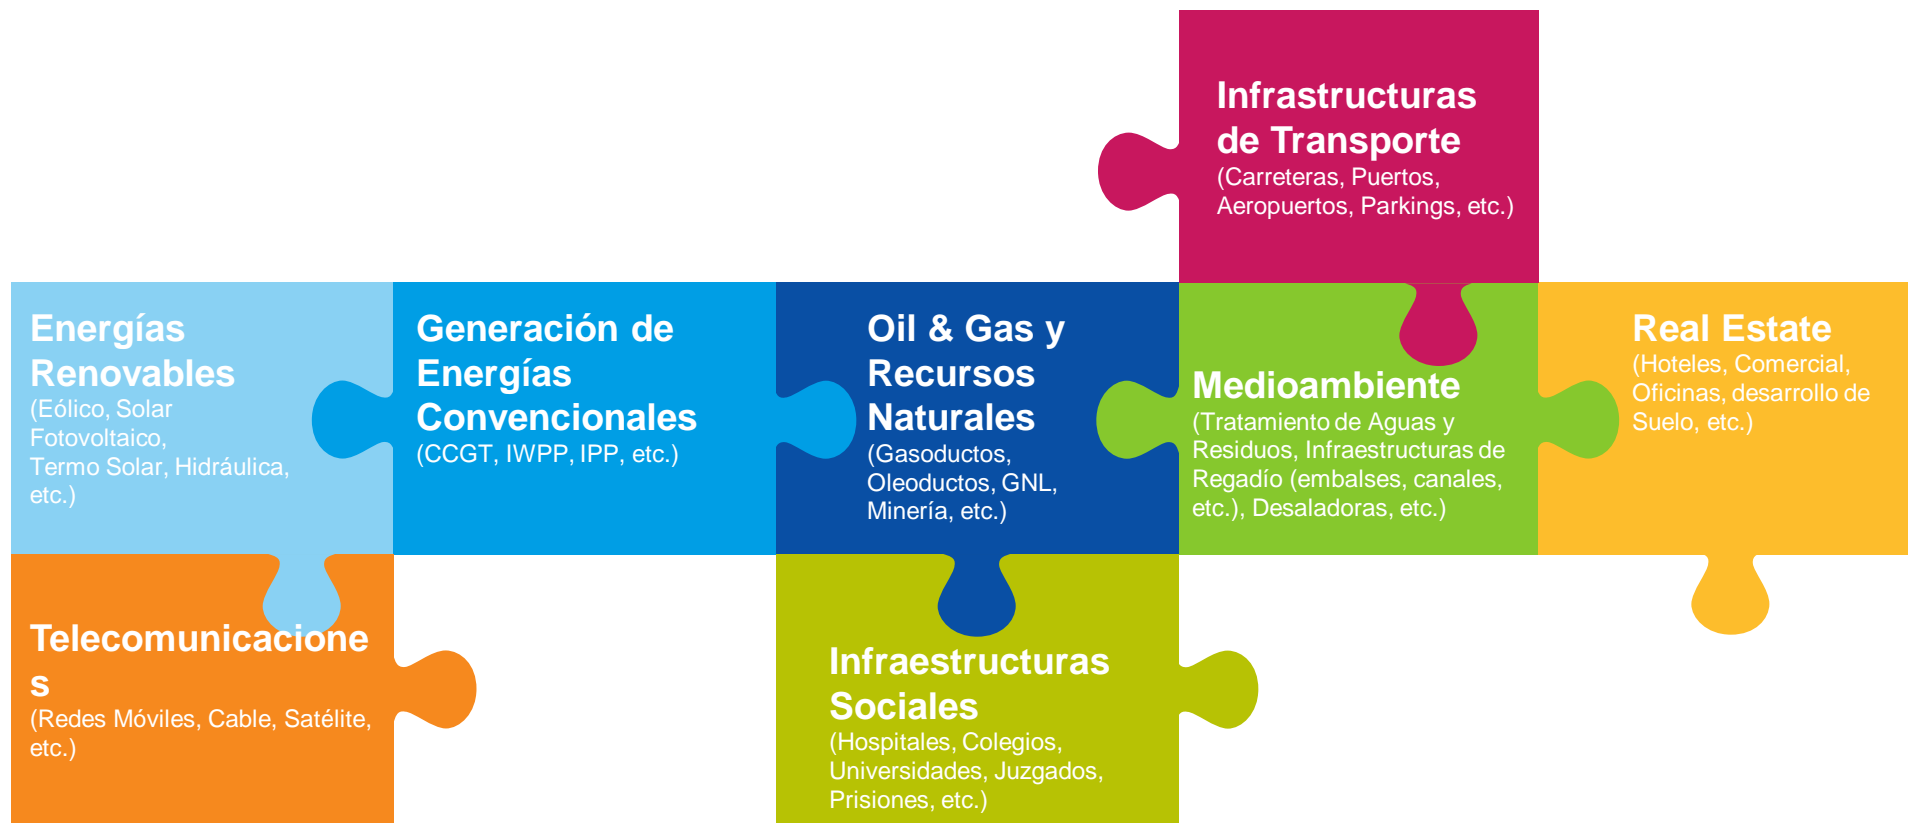 Infrastructuras
de Transporte
(Carreteras, Puertos,
Aeropuertos, Parkings, etc.)
Energías
Renovables
(Eólico, Solar
Fotovoltaico,
Termo Solar, Hidráulica,
etc.)
Generación de
Energías
Convencionales
(CCGT, IWPP, IPP, etc.)
Oil & Gas y
Recursos
Naturales
(Gasoductos,
Oleoductos, GNL,
Minería, etc.)
Medioambiente
(Tratamiento de Aguas y
Residuos, Infraestructuras de
Regadío (embalses, canales,
etc.), Desaladoras, etc.)
Real Estate
(Hoteles, Comercial,
Oficinas, desarrollo de
Suelo, etc.)
Telecomunicacione
s
(Redes Móviles, Cable, Satélite,
etc.)
Infraestructuras
Sociales
(Hospitales, Colegios,
Universidades, Juzgados,
Prisiones, etc.)